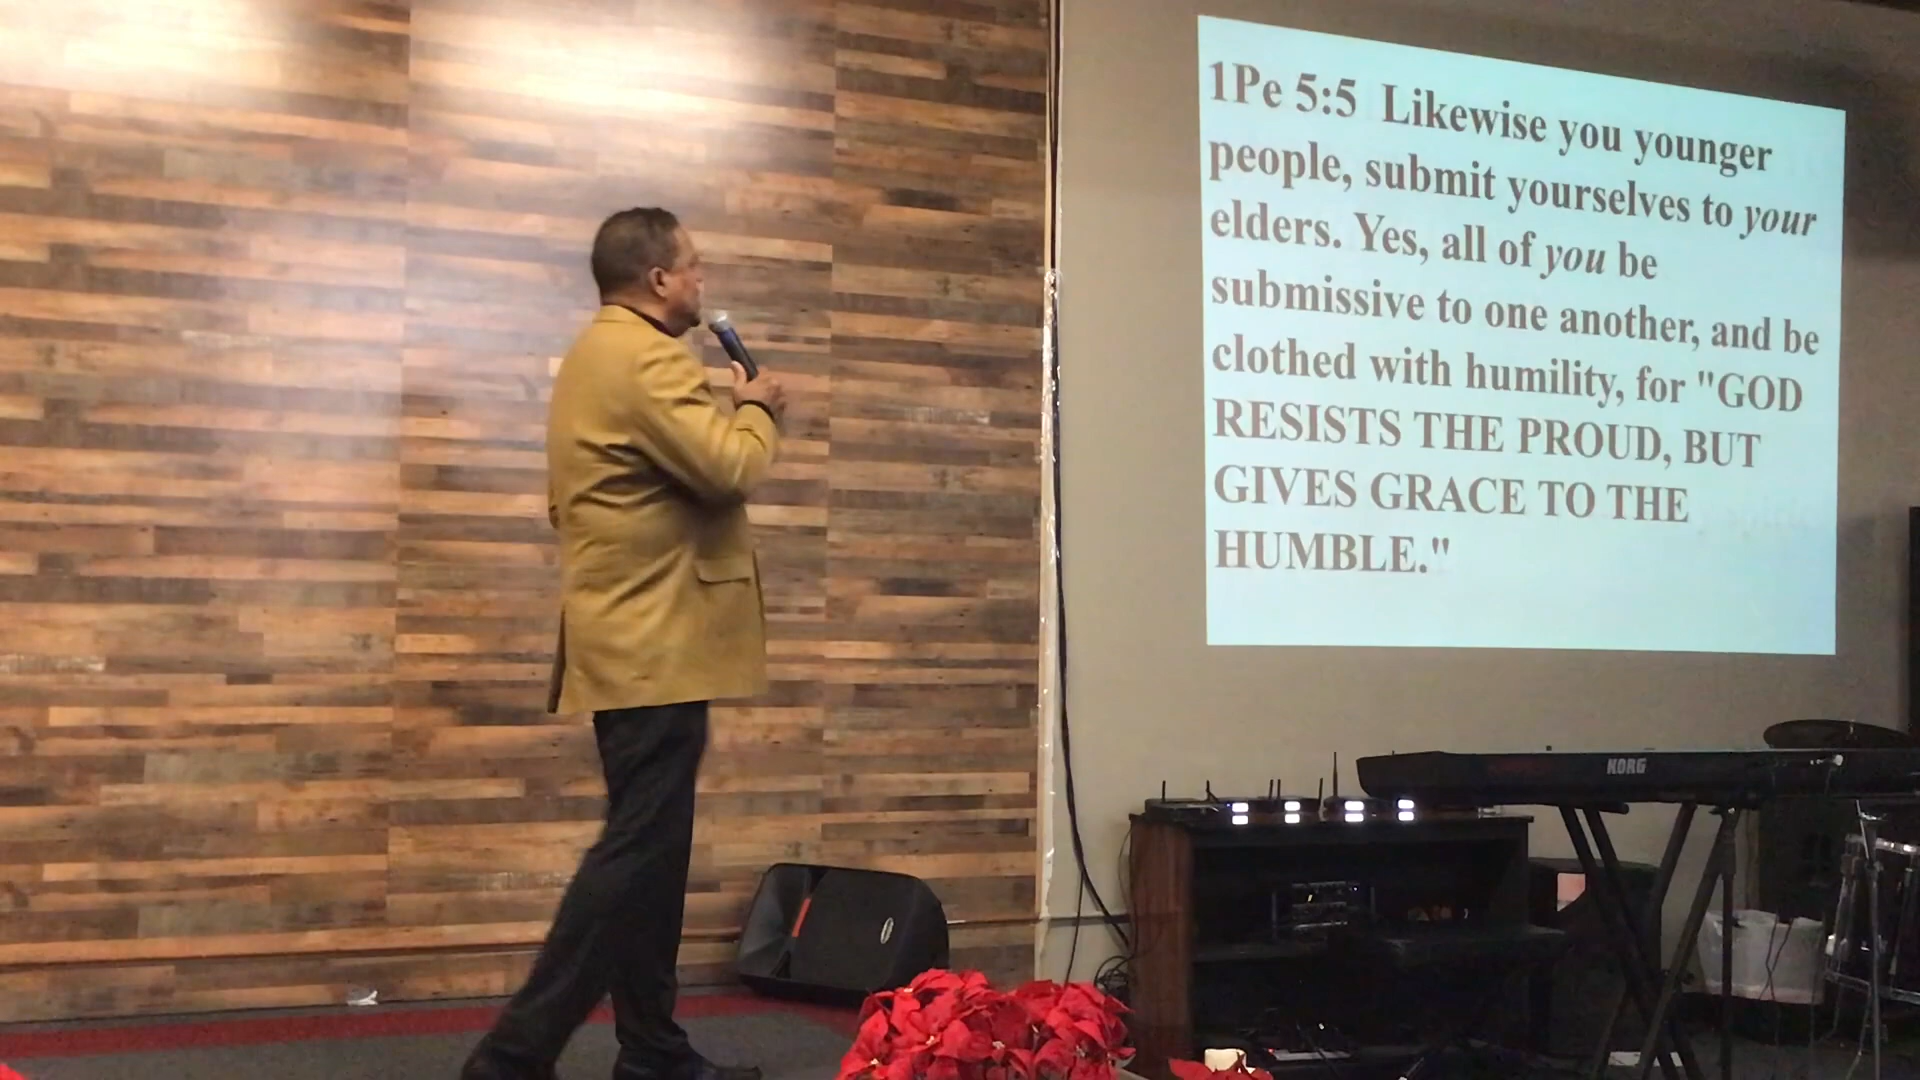 1Pe 5:5 Likewise you younger
people, submit yourselves to your
elders. Yes, all of you be
submissive to one another, and be
clothed with humility, for "GOD
RESISTS THE PROUD, BUT
GIVES GRACE TO THE
HUMBLE."
KORG